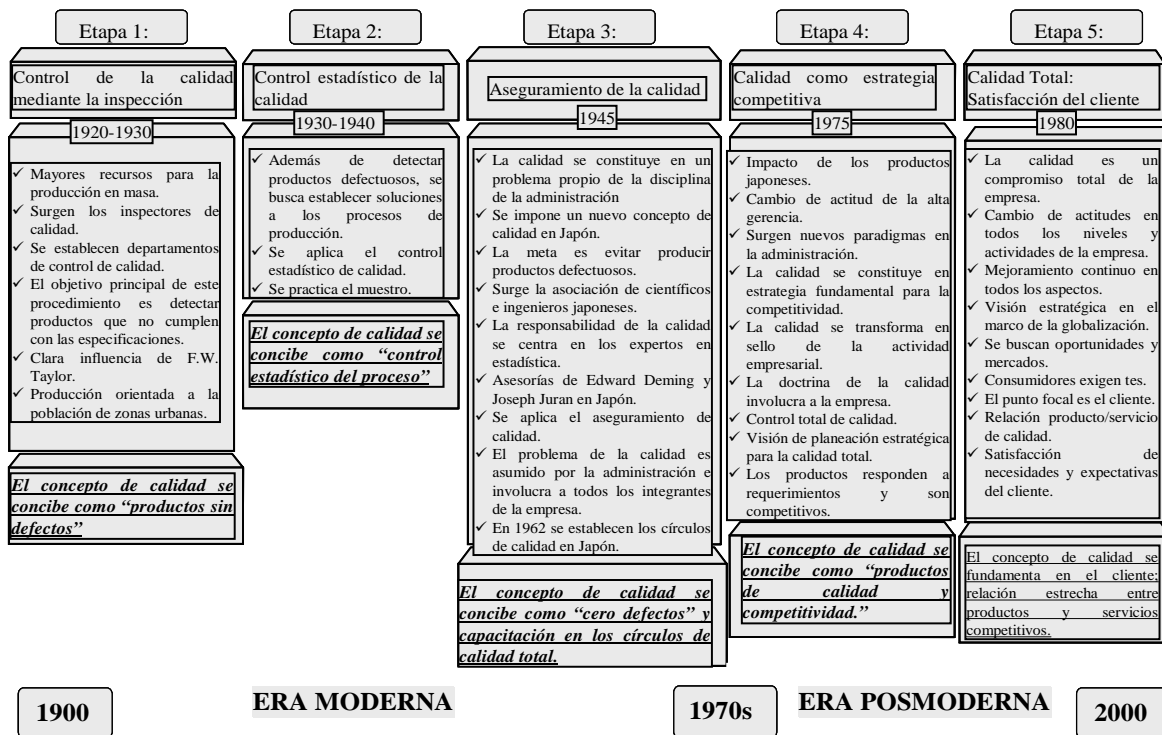 Etapa 1:
Control de la calidad
mediante la inspección
1920-1930
✓ Mayores recursos para la
producción en masa.
✓ Surgen los inspectores de
calidad.
✓ Se establecen departamentos
de control de calidad.
✓ El objetivo principal de este
procedimiento es detectar
productos que no cumplen
con las especificaciones.
✓ Clara influencia de F.W.
Taylor.
✓ Producción orientada a la
población de zonas urbanas.
El concepto de calidad se
concibe como “productos sin
defectos”
Etapa 2:
Control estadístico de la
calidad
1930-1940
✓ Además de detectar
productos defectuosos, se
busca establecer soluciones
a los procesos de
producción.
✓ Se aplica el control
estadístico de calidad.
✓ Se practica el muestro.
El concepto de calidad se
concibe como “control
estadístico del proceso”
Etapa 3:
Aseguramiento de la calidad
1945
✓ La calidad se constituye en un
problema propio de la disciplina
de la administración
✓ Se impone un nuevo concepto de
calidad en Japón.
✓ La meta es evitar producir
productos defectuosos.
✓ Surge la asociación de científicos
e ingenieros japoneses.
✓ La responsabilidad de la calidad
se centra en los expertos en
estadística.
✓ Asesorías de Edward Deming y
Joseph Juran en Japón.
✓ Se aplica el aseguramiento de
calidad.
✓ El problema de la calidad es
asumido por la administración e
involucra a todos los integrantes
de la empresa.
✓ En 1962 se establecen los círculos
de calidad en Japón.
El concepto de calidad se
concibe como “cero defectos” y
capacitación en los círculos de
calidad total.
Etapa 4:
Calidad como estrategia
competitiva
1975
✓ Impacto de los productos
japoneses.
✓ Cambio de actitud de la alta
gerencia.
✓ Surgen nuevos paradigmas en
la administración.
✓ La calidad se constituye en
estrategia fundamental para la
competitividad.
✓ La calidad se transforma en
sello de la actividad
empresarial.
✓ La doctrina de la calidad
involucra a la empresa.
✓ Control total de calidad.
✓ Visión de planeación estratégica
para la calidad total.
✓ Los productos responden a
requerimientos y son
competitivos.
El concepto de calidad se
concibe como “productos
de calidad y
competitividad.”
Etapa 5:
Calidad Total:
Satisfacción del cliente
1980
✓ La calidad es un
compromiso total de la
empresa.
✓ Cambio de actitudes en
todos los niveles y
actividades de la empresa.
✓ Mejoramiento continuo en
todos los aspectos.
✓ Visión estratégica en el
marco de la globalización.
✓ Se buscan oportunidades y
mercados.
✓ Consumidores exigen tes.
✓ El punto focal es el cliente.
✓ Relación producto/servicio
de calidad.
✓ Satisfacción de
necesidades y expectativas
del cliente.
El concepto de calidad se
fundamenta en el cliente;
relación estrecha entre
productos y servicios
competitivos.
1900
ERA MODERNA
1970s
ERA POSMODERNA
2000